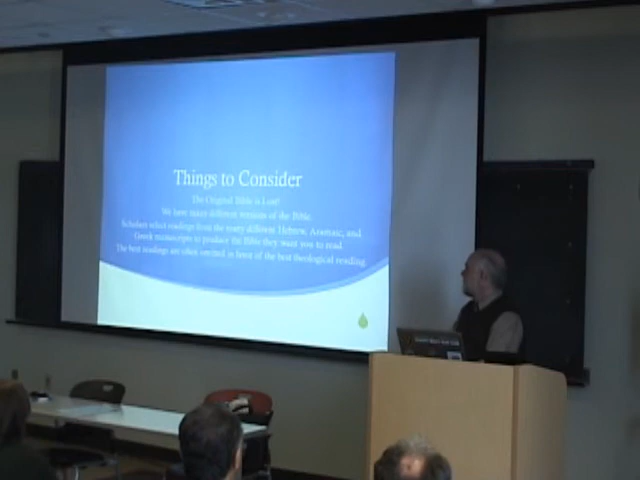 Things to Consider
The Original Bible is Lost!
We have many different versions of the Bible.
Scholars select readings from the many different Hebrew, Aramaic, and
Greek manuscripts to produce the Bible they want you to read.
The best readings are often omitted in favor of the best theological reading.